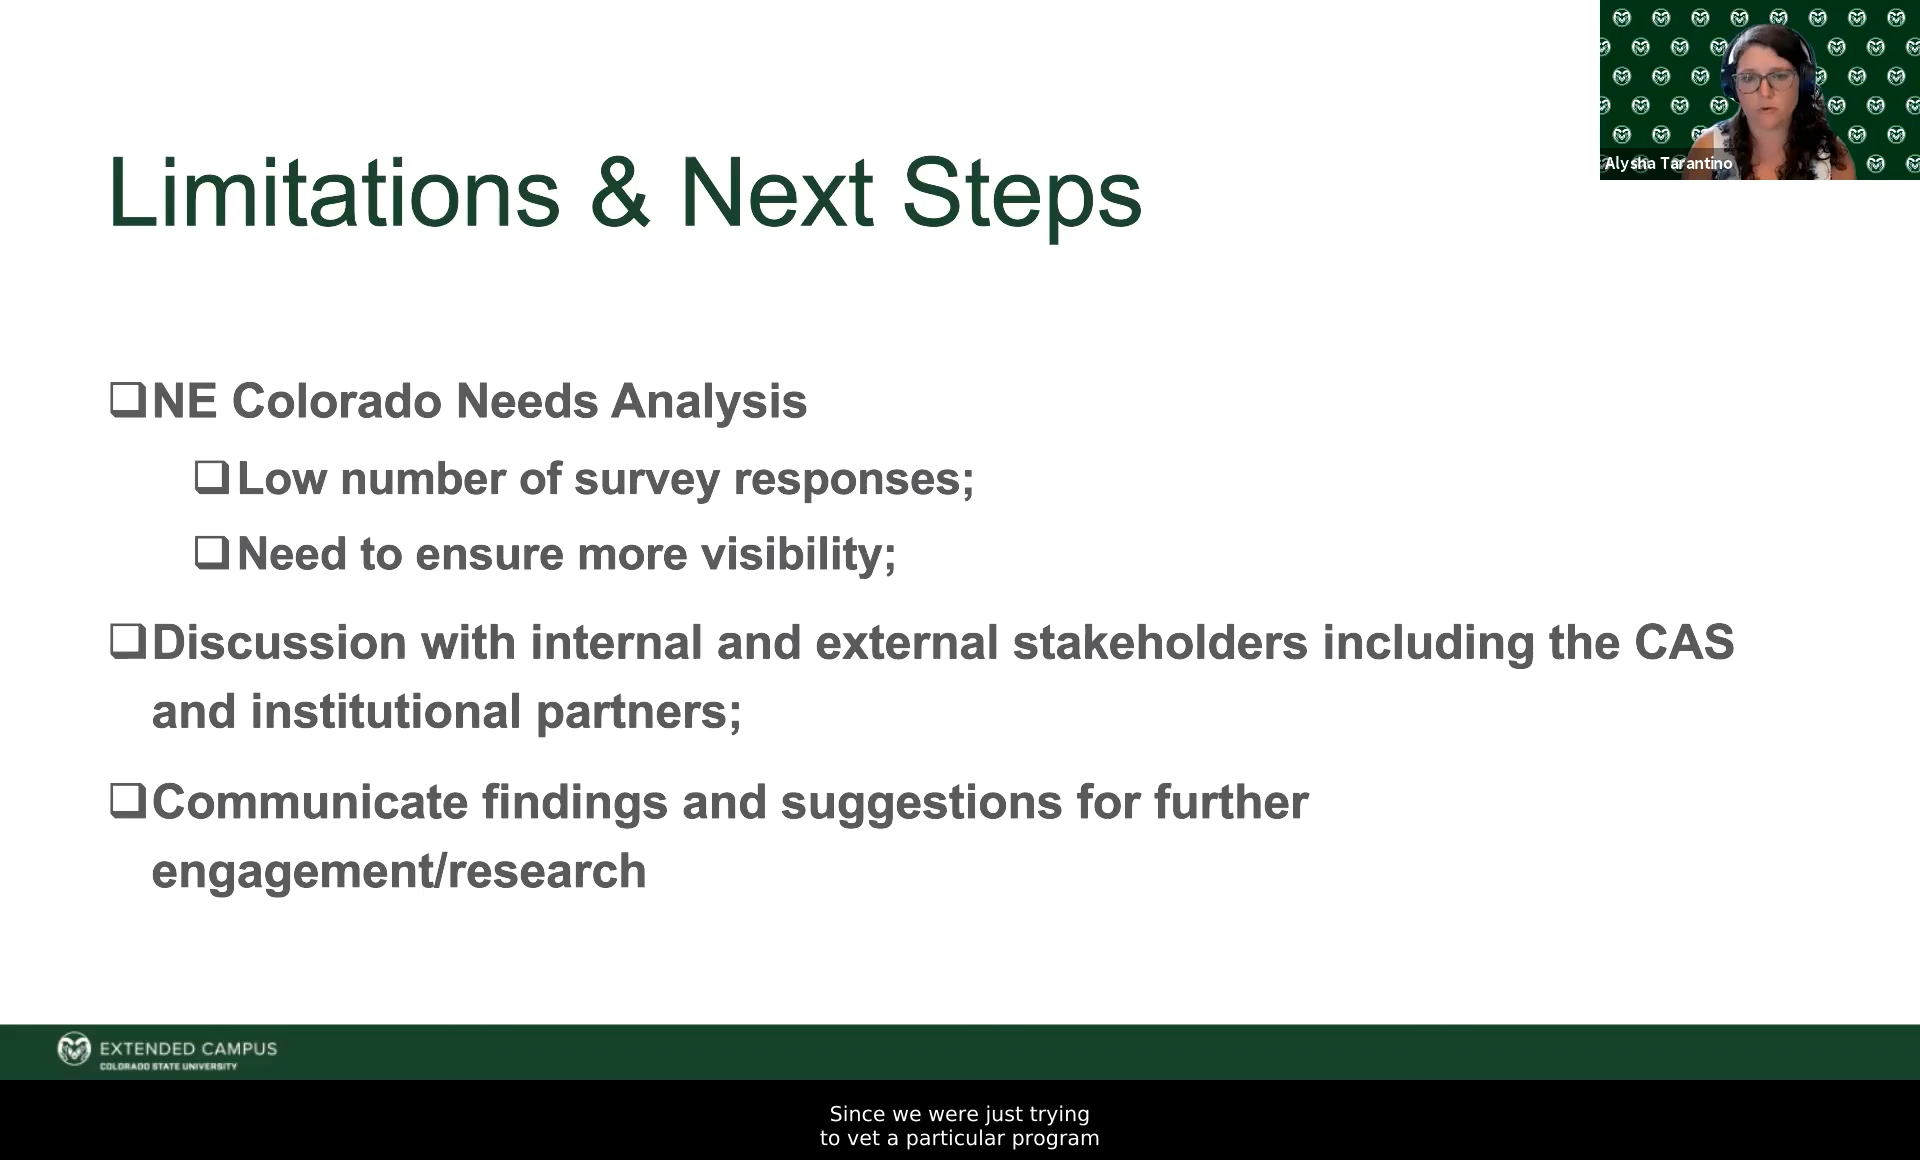 Alysha Tarantino
Limitations & Next Steps
NE Colorado Needs Analysis
Low number of survey responses;
Need to ensure more visibility;
Discussion with internal and external stakeholders including the CAS
and institutional partners;
Communicate findings and suggestions for further
engagement/research
EXTENDED CAMPUS
COLORADO STATE UNIVERSITY
Since we were just trying
to vet a particular program